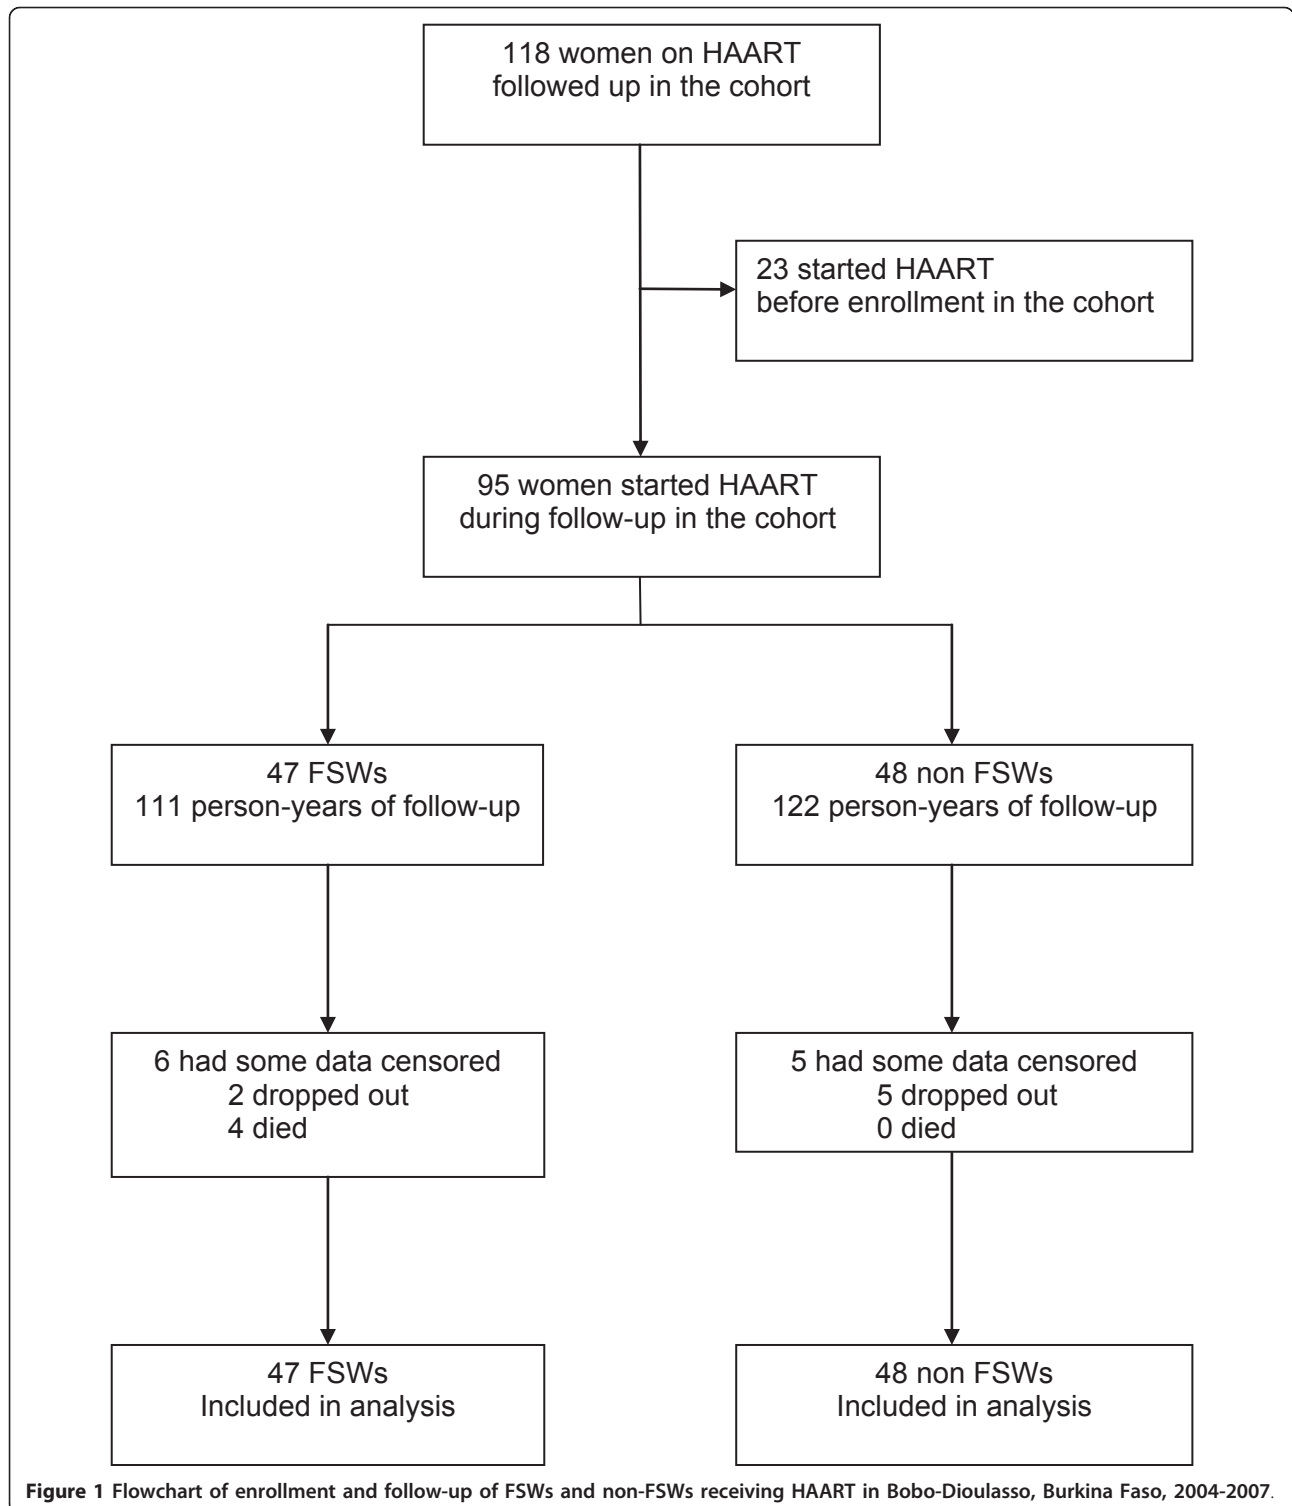 118 women on HAART
followed up in the cohort
23 started HAART
before enrollment in the cohort
95 women started HAART
during follow-up in the cohort
47 FSWs
111 person-years of follow-up
48 non FSWs
122 person-years of follow-up
6 had some data censored
2 dropped out
4 died
5 had some data censored
5 dropped out
0 died
47 FSWs
Included in analysis
48 non FSWs
Included in analysis
Figure 1 Flowchart of enrollment and follow-up of FSWs and non-FSWs receiving HAART in Bobo-Dioulasso, Burkina Faso, 2004-2007.